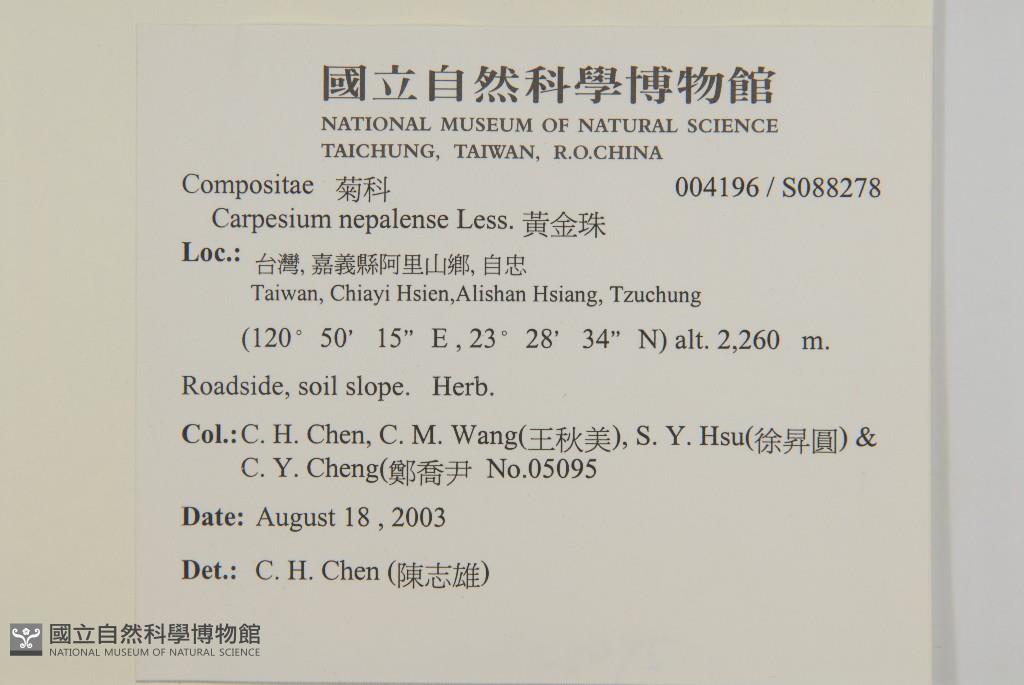 國立自然科學博物館
NATIONAL MUSEUM OF NATURAL SCIENCE
TAICHUNG, TAIWAN, R.O.CHINA
Compositae 菊科 004196 / S088278
Carpesium nepalense Less. 黃金珠
Loc.: 台灣, 嘉義縣阿里山鄉, 自忠
Taiwan, Chiayi Hsien,Alishan Hsiang, Tzuchung
(120° 50’ 15” E , 23° 28’ 34” N) alt. 2,260 m.
Roadside, soil slope. Herb.
Col.: C. H. Chen, C. M. Wang(王秋美), S. Y. Hsu(徐昇圓) &
C. Y. Cheng(鄭喬尹 No.05095
Date: August 18 , 2003
Det.: C. H. Chen (陳志雄)
國立自然科學博物館
NATIONAL MUSEUM OF NATURAL SCIENCE